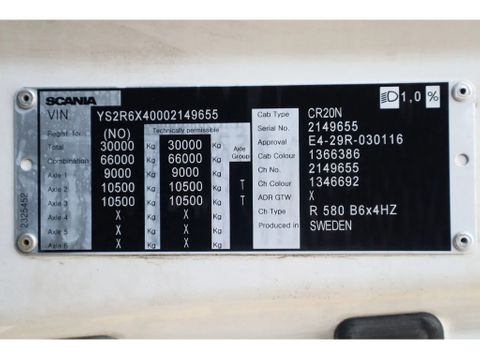 SCANIA
VIN YS2R6X40002149655
1,0 %
Regist. for (NO) Technically permissible Axle Group
Total 30000 Kg 30000 Kg
Combination 66000 Kg 66000 Kg
Axle 1 9000 Kg 9000 Kg
Axle 2 10500 Kg 10500 Kg T
Axle 3 10500 Kg 10500 Kg T
Axle 4 X Kg X Kg
Axle 5 X Kg X Kg
Axle 6 X Kg X Kg
Cab Type CR20N
Serial No. 2149655
Approval E4-29R-030116
Cab Colour 1366386
Ch No. 2149655
Ch Colour 1346692
ADR GTW X
Ch Type R 580 B6x4HZ
Produced in SWEDEN
2325452